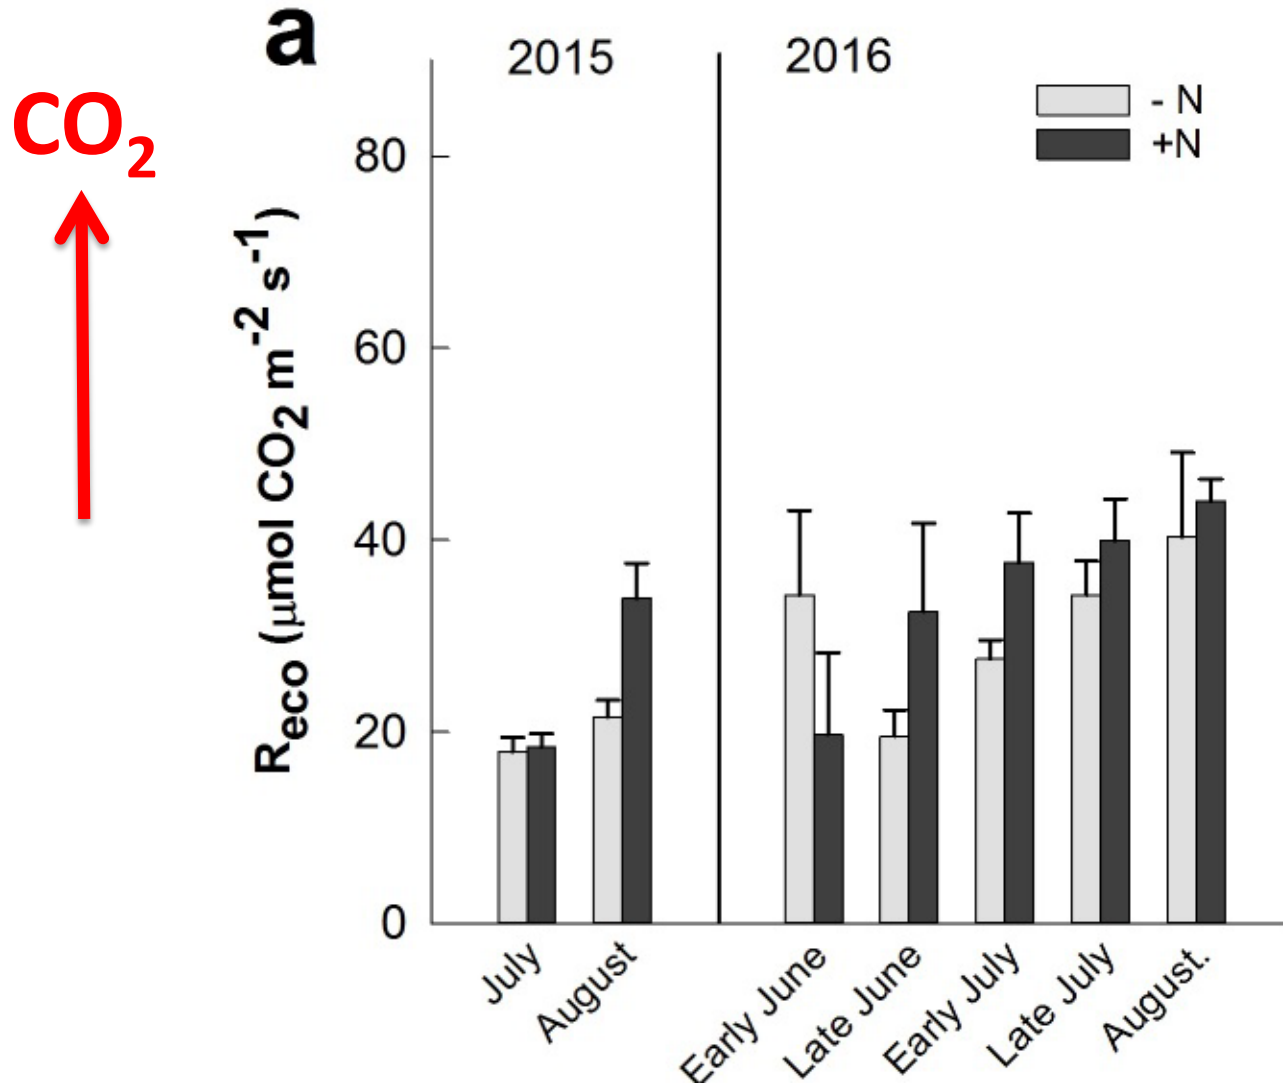 a
2015
2016
CO₂
- N
+N
80
60
40
20
0
R_eco (μmol CO₂ m⁻² s⁻¹)
July
August
Early June
Late June
Early July
Late July
August.